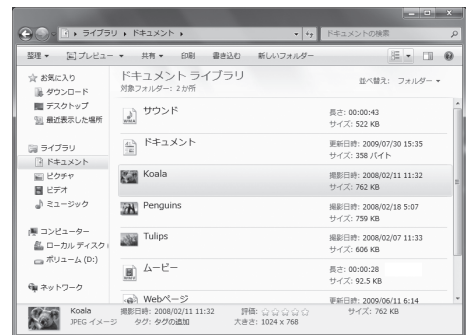 ライブラリ ▸ ドキュメント ▸
ドキュメントの検索
整理 ▼ プレビュー ▼ 共有 ▼ 印刷 書き込む 新しいフォルダー
お気に入り
ダウンロード
デスクトップ
最近表示した場所
ライブラリ
ドキュメント
ピクチャ
ビデオ
ミュージック
コンピューター
ローカル ディスク (
ボリューム (D:)
ネットワーク
ドキュメント ライブラリ
対象フォルダー: 2か所
並べ替え: フォルダー ▼
サウンド
長さ: 00:00:43
サイズ: 522 KB
ドキュメント
更新日時: 2009/07/30 15:35
サイズ: 358 バイト
Koala
撮影日時: 2008/02/11 11:32
サイズ: 762 KB
Penguins
撮影日時: 2008/02/18 5:07
サイズ: 759 KB
Tulips
撮影日時: 2008/02/07 11:33
サイズ: 606 KB
ムービー
長さ: 00:00:28
サイズ: 92.5 KB
Webページ
更新日時: 2009/06/11 6:14
Koala 撮影日時: 2008/02/11 11:32 評価: ☆☆☆☆☆ サイズ: 762 KB
JPEG イメージ タグ: タグの追加 大きさ: 1024 x 768